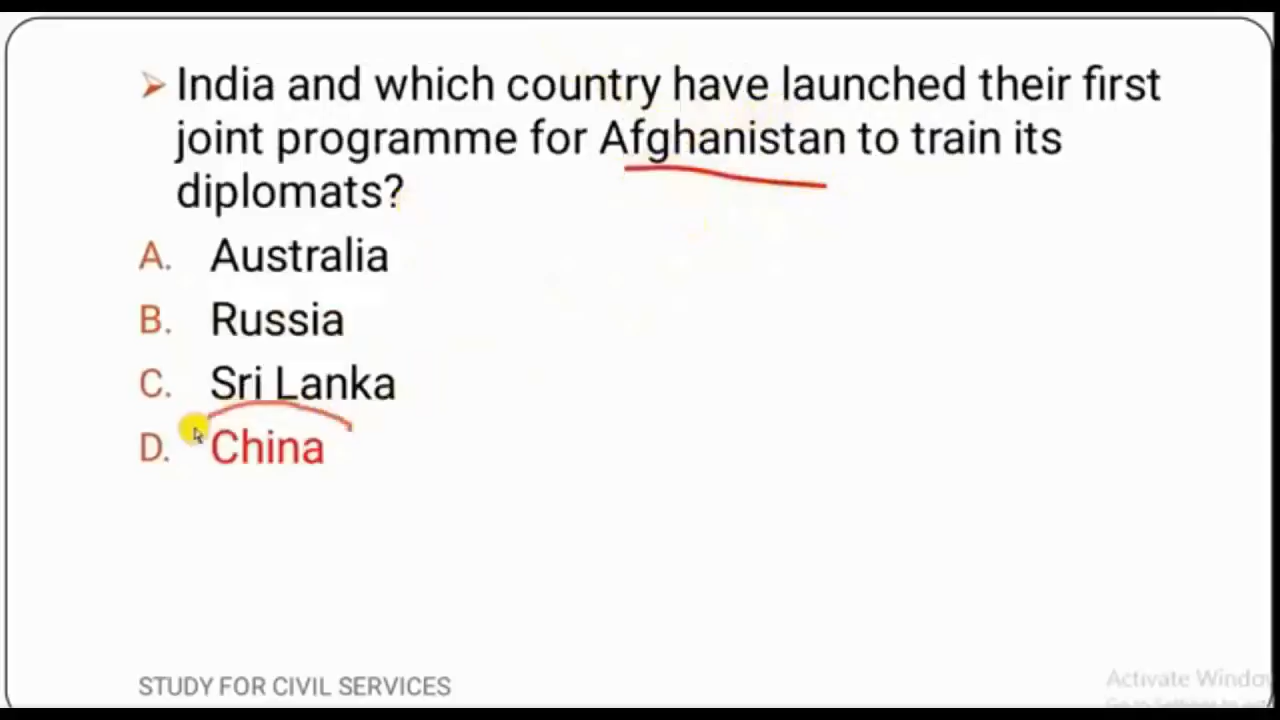 India and which country have launched their first
joint programme for Afghanistan to train its
diplomats?
A. Australia
B. Russia
C. Sri Lanka
D. China
STUDY FOR CIVIL SERVICES
Activate Window